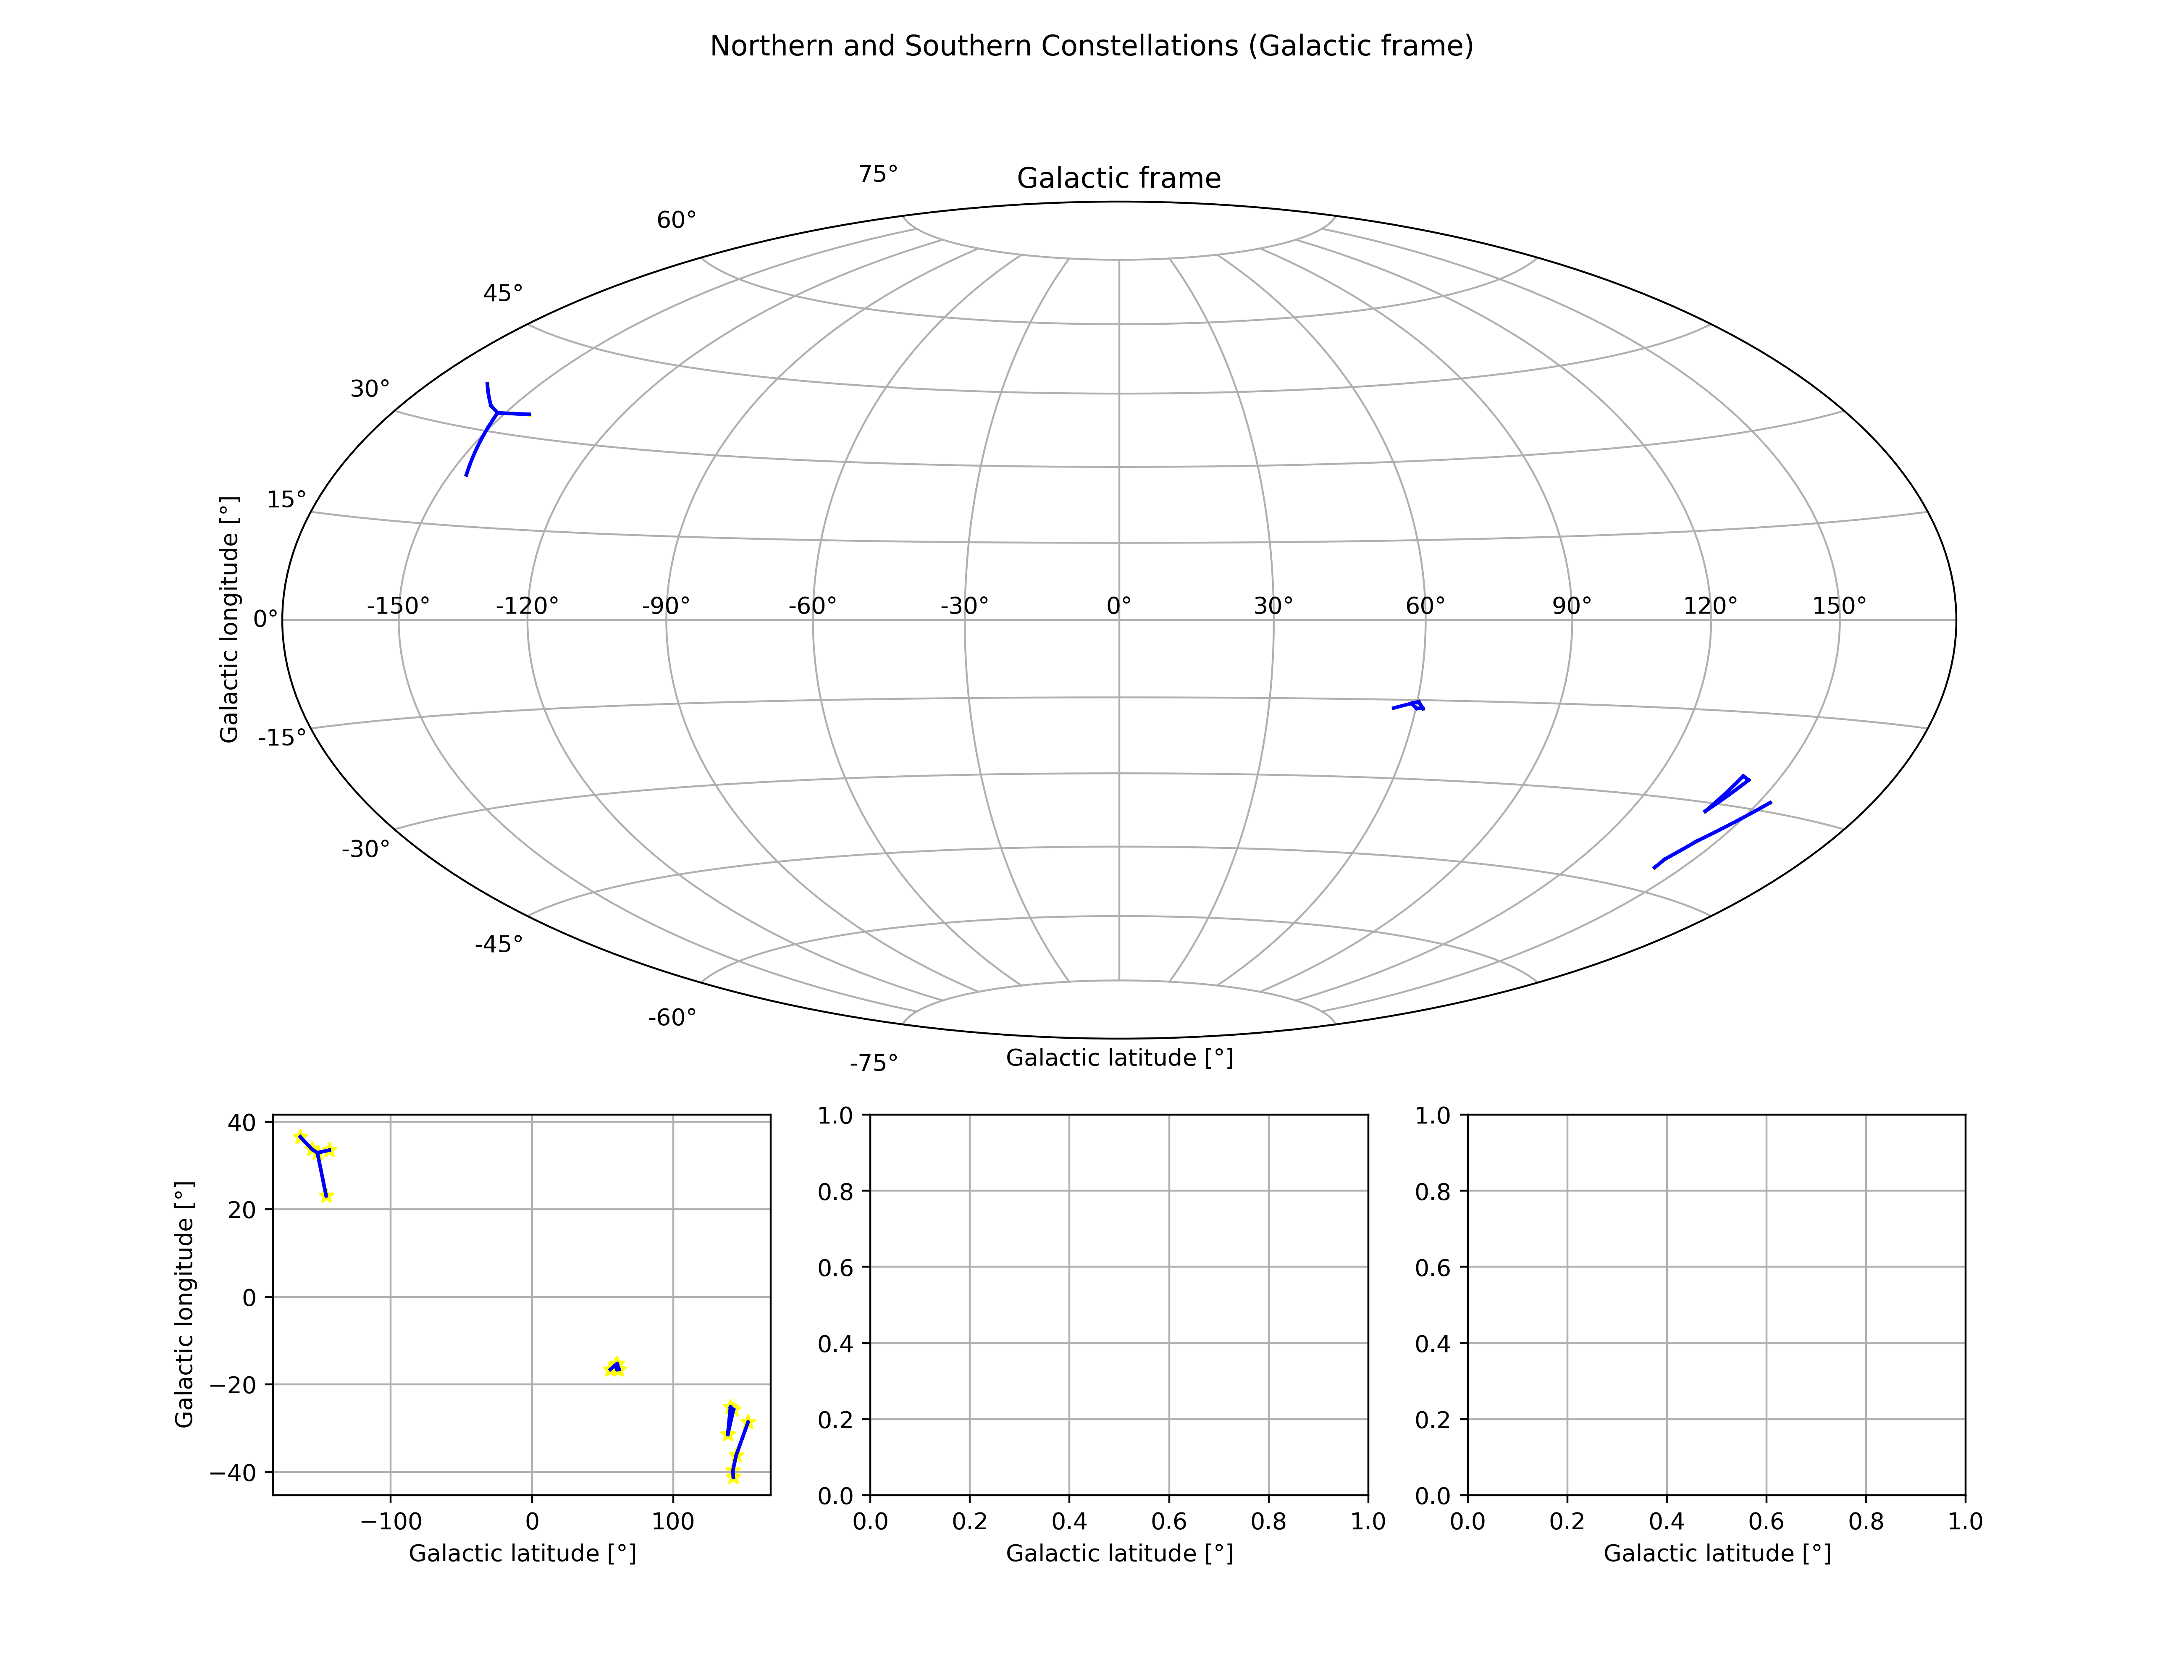 Northern and Southern Constellations (Galactic frame)
75°
Galactic frame
60°
45°
30°
15°
Galactic longitude [°]
-150° -120° -90° -60° -30° 0° 30° 60° 90° 120° 150°
0°
-15°
-30°
-45°
-60°
-75°
Galactic latitude [°]
40
20
0
−20
−40
Galactic longitude [°]
−100 0 100
Galactic latitude [°]
1.0
0.8
0.6
0.4
0.2
0.0
0.0 0.2 0.4 0.6 0.8 1.0
Galactic latitude [°]
1.0
0.8
0.6
0.4
0.2
0.0
0.0 0.2 0.4 0.6 0.8 1.0
Galactic latitude [°]